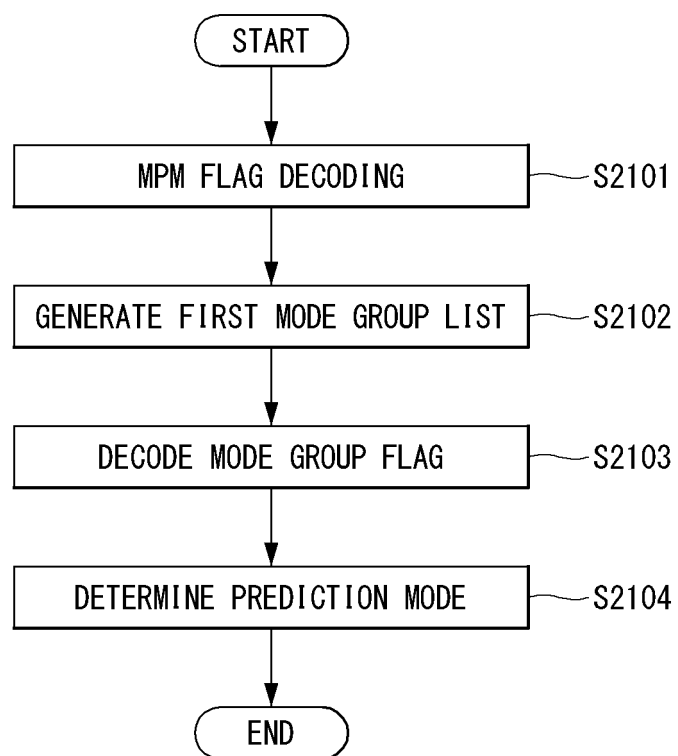 START
MPM FLAG DECODING
S2101
GENERATE FIRST MODE GROUP LIST
S2102
DECODE MODE GROUP FLAG
S2103
DETERMINE PREDICTION MODE
S2104
END